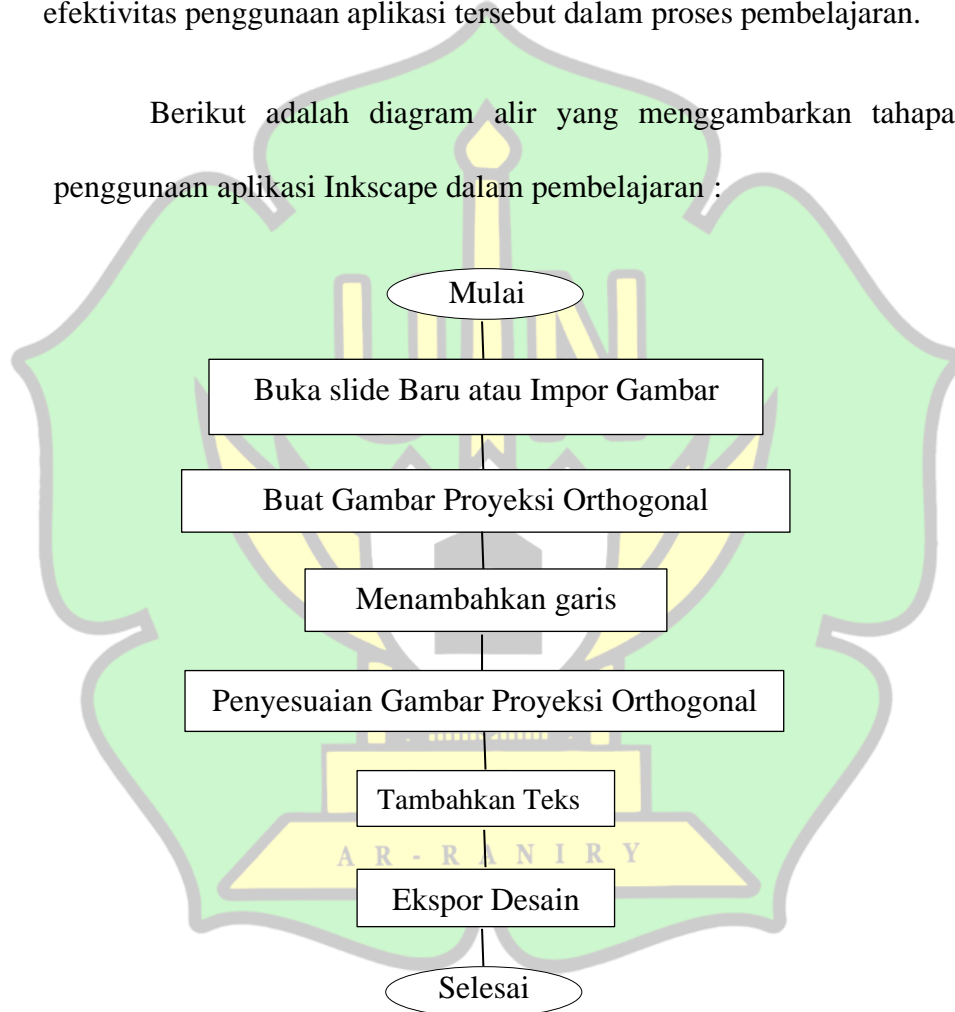 efektivitas penggunaan aplikasi tersebut dalam proses pembelajaran.
Berikut adalah diagram alir yang menggambarkan tahapa
penggunaan aplikasi Inkscape dalam pembelajaran :
Mulai
UIN
Buka slide Baru atau Impor Gambar
Buat Gambar Proyeksi Orthogonal
Menambahkan garis
Penyesuaian Gambar Proyeksi Orthogonal
Tambahkan Teks
AR-RANIRY
Ekspor Desain
Selesai